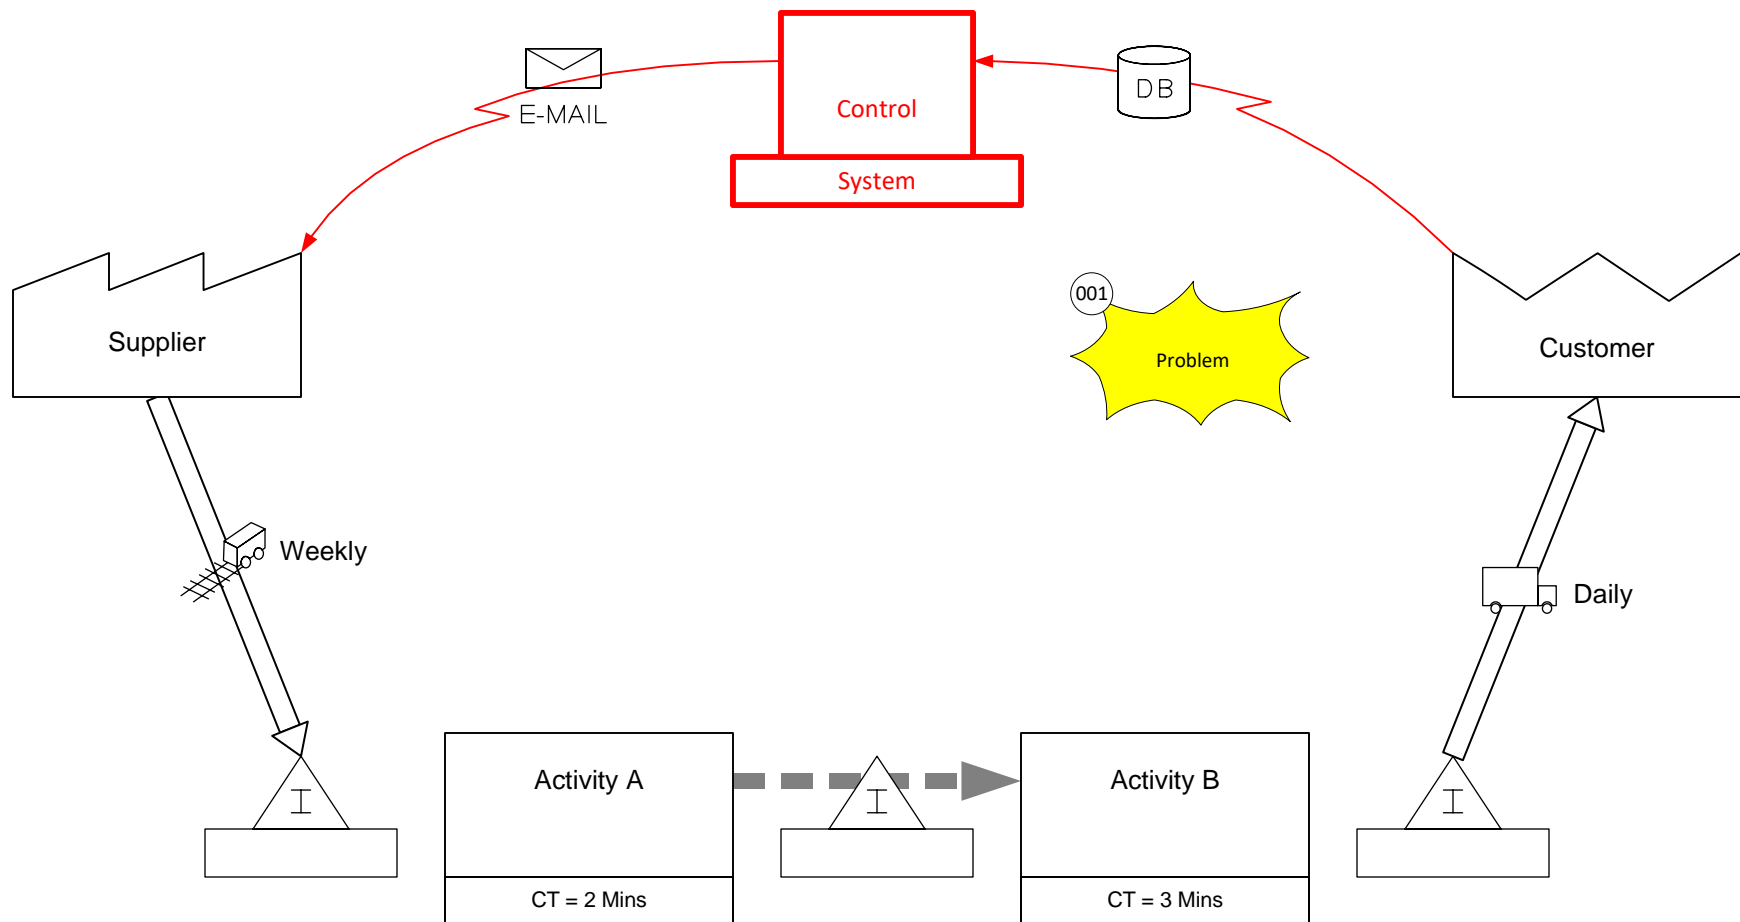 E-MAIL
DB
Control
System
001
Supplier
Problem
Customer
Weekly
Daily
I
Activity A
I
Activity B
I
CT = 2 Mins
CT = 3 Mins